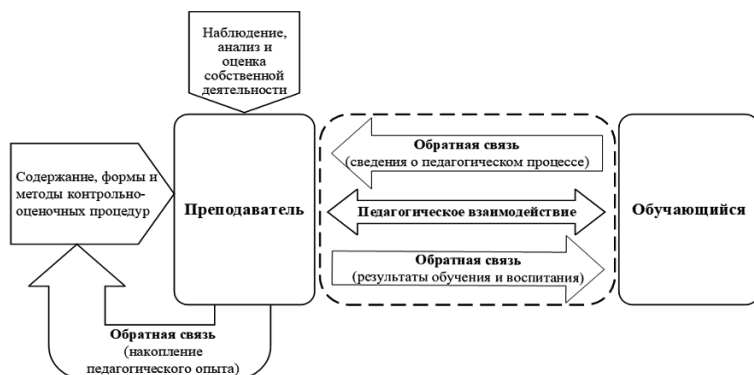 Наблюдение,
анализ и
оценка
собственной
деятельности
Содержание, формы и
методы контрольно-
оценочных процедур
Преподаватель
Обратная связь
(сведения о педагогическом процессе)
Педагогическое взаимодействие
Обратная связь
(результаты обучения и воспитания)
Обучающийся
Обратная связь
(накопление
педагогического опыта)